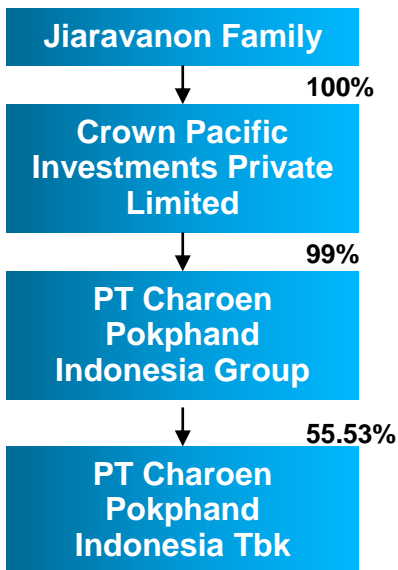 Jiaravanon Family
100%
Crown Pacific
Investments Private
Limited
99%
PT Charoen
Pokphand
Indonesia Group
55.53%
PT Charoen
Pokphand
Indonesia Tbk